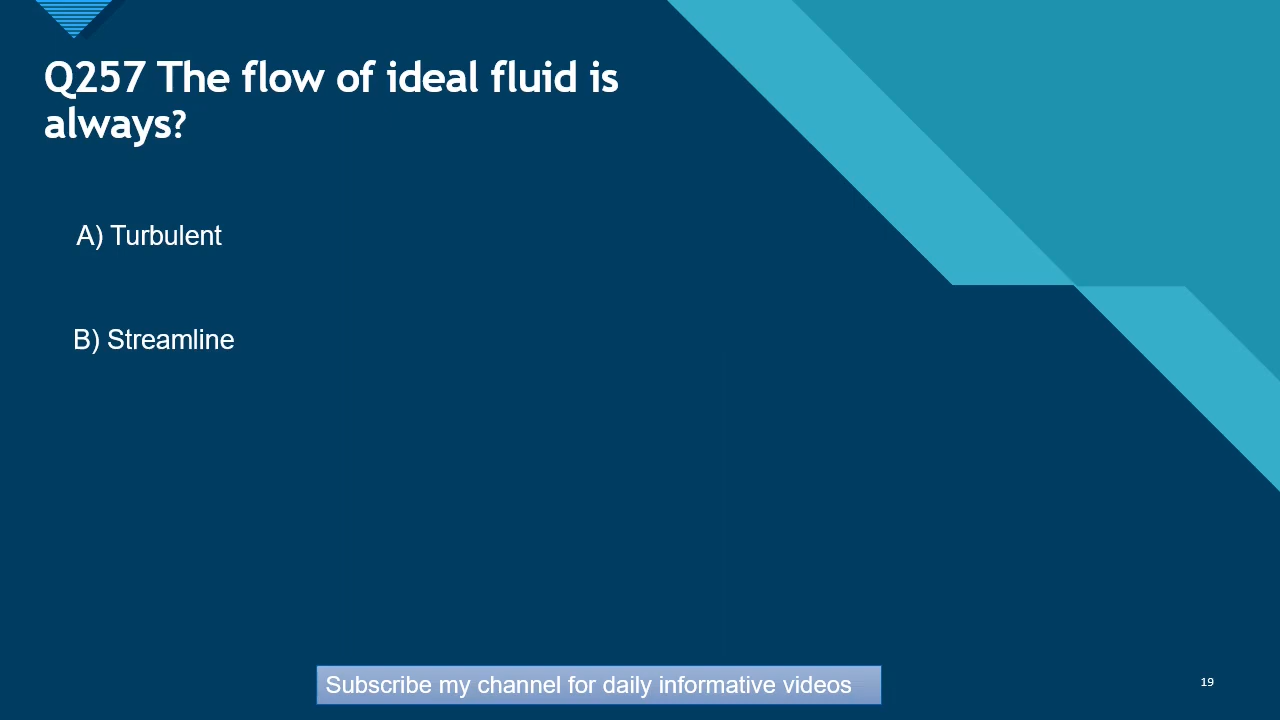 Q257 The flow of ideal fluid is
always?
A) Turbulent
B) Streamline
Subscribe my channel for daily informative videos
19